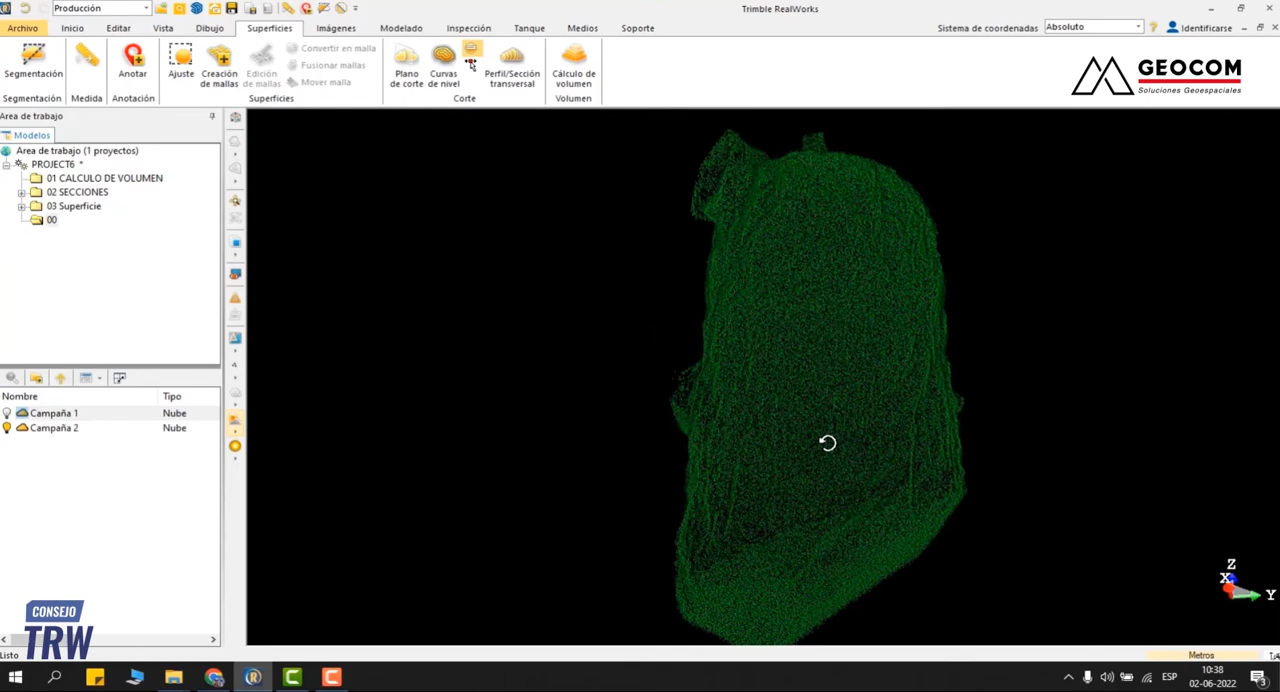 Producción
Trimble RealWorks
Archivo Inicio Editar Vista Dibujo Superficies Imágenes Modelado Inspección Tanque Medios Soporte
Sistema de coordenadas Absoluto Identificarse
Segmentación
Anotar
Ajuste
Creación
de mallas
Edición
de mallas
Convertir en malla
Fusionar mallas
Mover malla
Plano
de corte
Curvas
de nivel
Perfil/Sección
transversal
Cálculo de
volumen
Segmentación Medida Anotación Superficies Corte Volumen
GEOCOM
Soluciones Geoespaciales
Area de trabajo
Modelos
Area de trabajo (1 proyectos)
PROJECT6 *
01 CALCULO DE VOLUMEN
02 SECCIONES
03 Superficie
00
Nombre Tipo
Campaña 1 Nube
Campaña 2 Nube
Z
X
Y
CONSEJO
TRW
Listo
Metros
ESP
10:38
02-06-2022
3